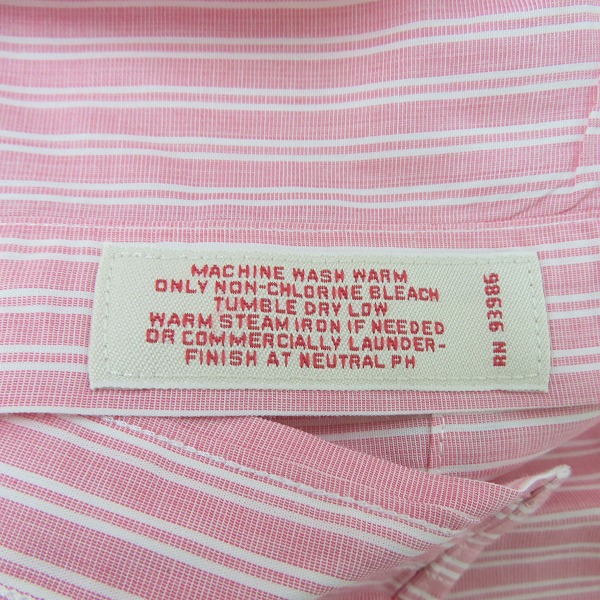 MACHINE WASH WARM
ONLY NON-CHLORINE BLEACH
TUMBLE DRY LOW
WARM STEAM IRON IF NEEDED
OR COMMERCIALLY LAUNDER-
FINISH AT NEUTRAL PH
RN 93986